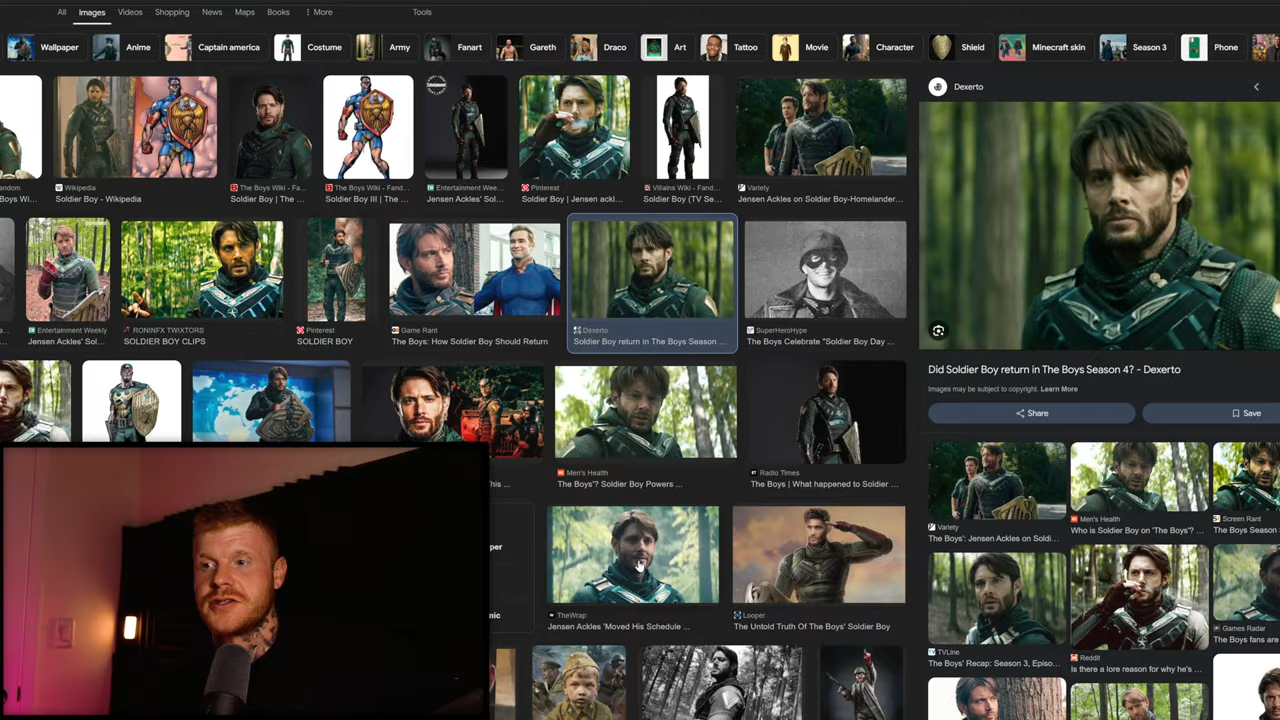 All Images Videos Shopping News Maps Books More Tools
Wallpaper Anime Captain america Costume Army Fanart Gareth Draco Art Tattoo Movie Character Shield Minecraft skin Season 3 Phone
Dexerto
Entertainment
andom
Wikipedia
The Boys Wiki - Fa...
The Boys Wiki - Fand...
Entertainment Wee...
Pinterest
Villains Wiki - Fand...
Variety
Boys Wi...
Soldier Boy - Wikipedia
Soldier Boy | The ...
Soldier Boy III | The ...
Jensen Ackles' Sol...
Soldier Boy | Jensen ackl...
Soldier Boy (TV Se...
Jensen Ackles on Soldier Boy-Homelander...
Entertainment Weekly
RONINFX TWIXTORS
Pinterest
Game Rant
Dexerto
SuperHeroHype
a...
Jensen Ackles' Sol...
SOLDIER BOY CLIPS
SOLDIER BOY
The Boys: How Soldier Boy Should Return
Soldier Boy return in The Boys Season ...
The Boys Celebrate "Soldier Boy Day ...
Did Soldier Boy return in The Boys Season 4? - Dexerto
Images may be subject to copyright. Learn More
Share
Save
Men's Health
Radio Times
his ...
The Boys'? Soldier Boy Powers ...
The Boys | What happened to Soldier ...
Variety
The Boys': Jensen Ackles on Soldi...
Men's Health
Who is Soldier Boy on 'The Boys'? ...
Screen Rant
The Boys Season
per
nic
TheWrap
Looper
Jensen Ackles 'Moved His Schedule ...
The Untold Truth Of The Boys' Soldier Boy
TVLine
The Boys' Recap: Season 3, Episo...
Reddit
Is there a lore reason for why he's ...
Games Radar
The Boys fans are